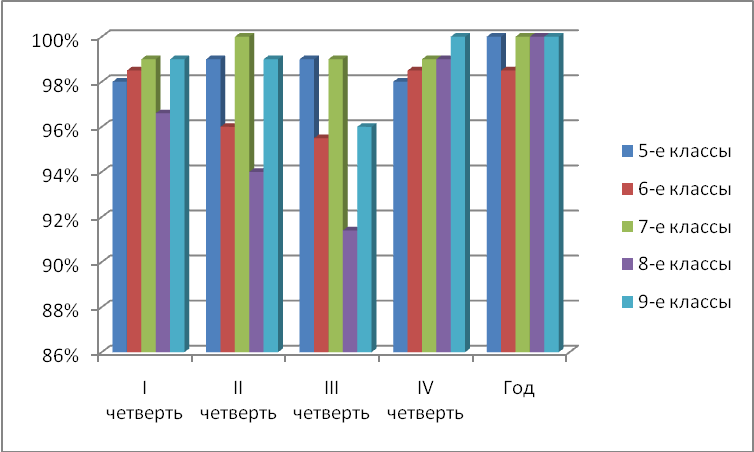 100%
98%
96%
94%
92%
90%
88%
86%
I четверть
II четверть
III четверть
IV четверть
Год
5-е классы
6-е классы
7-е классы
8-е классы
9-е классы